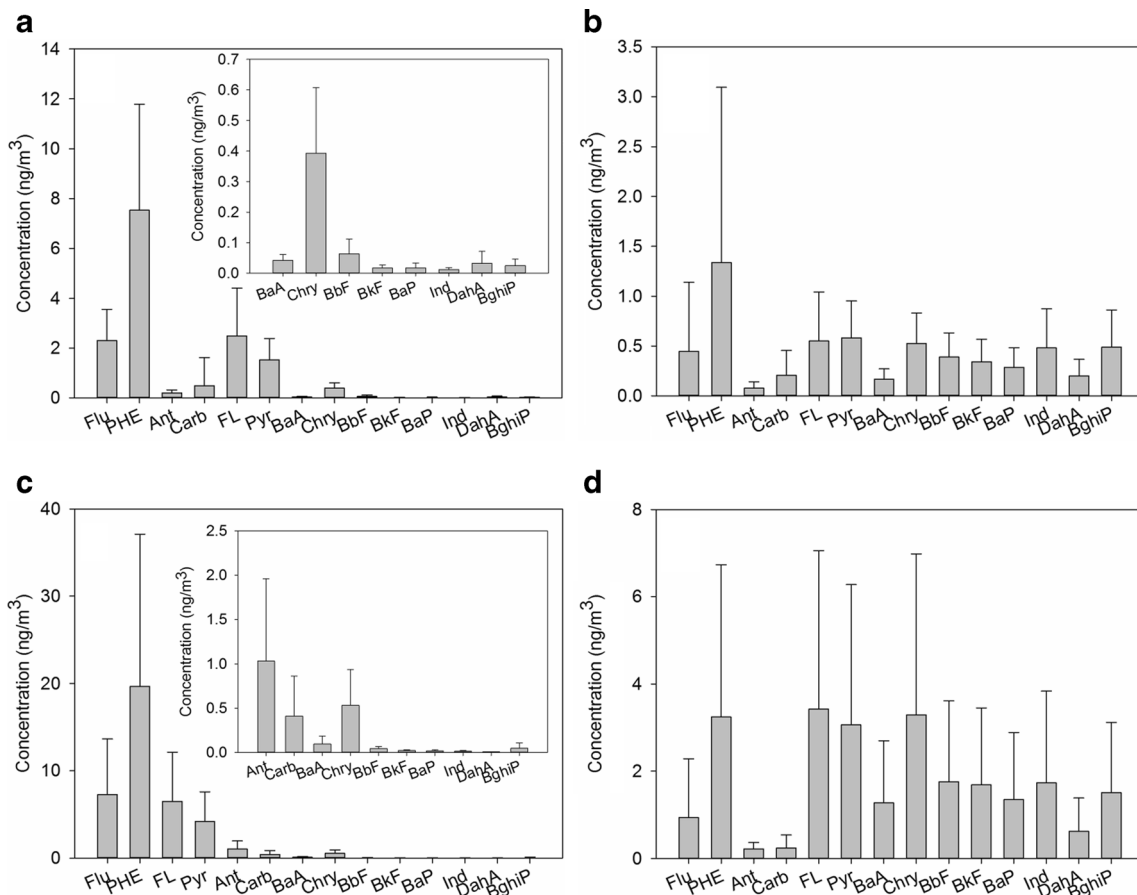 a
14
12
10
8
6
4
2
0
Concentration (ng/m3)
Flu PHE Ant Carb FL Pyr BaA Chry BbF BkF BaP Ind DahA BghiP
0.7
0.6
0.5
0.4
0.3
0.2
0.1
0.0
Concentration (ng/m3)
BaA Chry BbF BkF BaP Ind DahA BghiP
b
3.5
3.0
2.5
2.0
1.5
1.0
0.5
0.0
Concentration (ng/m3)
Flu PHE Ant Carb FL Pyr BaA Chry BbF BkF BaP Ind DahA BghiP
c
40
30
20
10
0
Concentration (ng/m3)
Flu PHE FL Pyr Ant Carb BaA Chry BbF BkF BaP Ind DahA BghiP
2.5
2.0
1.5
1.0
0.5
0.0
Concentration (ng/m3)
Ant Carb BaA Chry BbF BkF BaP Ind DahA BghiP
d
8
6
4
2
0
Concentration (ng/m3)
Flu PHE Ant Carb FL Pyr BaA Chry BbF BkF BaP Ind DahA BghiP